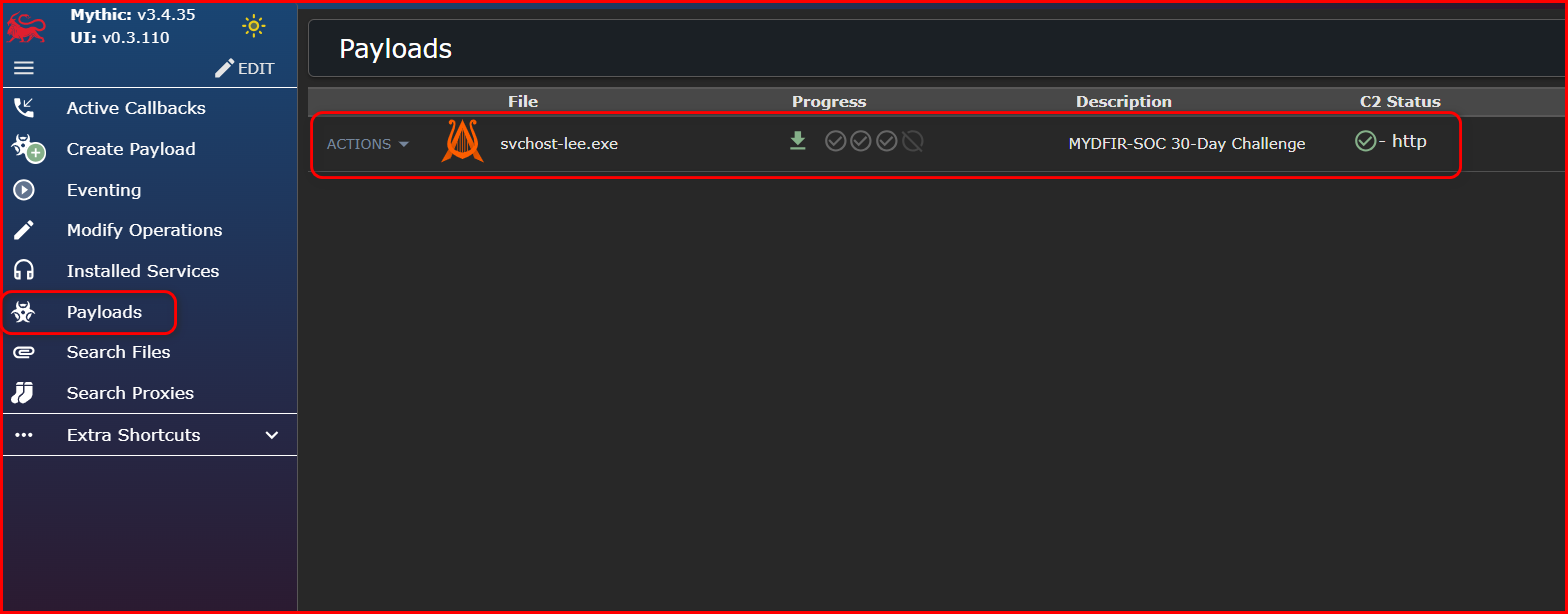 Mythic: v3.4.35
UI: v0.3.110
EDIT
Active Callbacks
Create Payload
Eventing
Modify Operations
Installed Services
Payloads
Search Files
Search Proxies
Extra Shortcuts
Payloads
File Progress Description C2 Status
ACTIONS svchost-lee.exe MYDFIR-SOC 30-Day Challenge - http